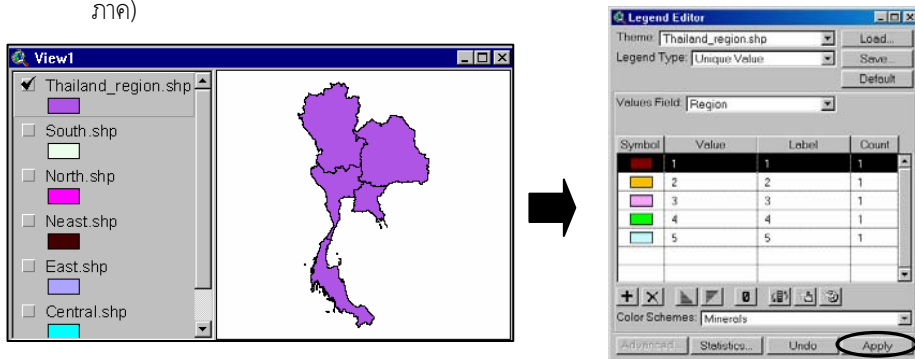 ภาค)
View1
Thailand_region.shp
South.shp
North.shp
Neast.shp
East.shp
Central.shp
Legend Editor
Theme: Thailand_region.shp Load...
Legend Type: Unique Value Save...
Default
Values Field: Region
Symbol Value Label Count
1 1 1
2 2 1
3 3 1
4 4 1
5 5 1
Color Schemes: Minerals
Advanced... Statistics... Undo Apply